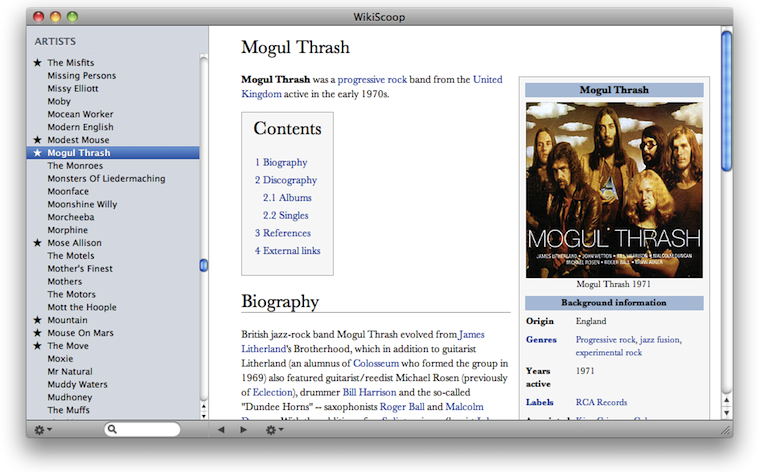 WikiScoop
ARTISTS
★ The Misfits
Missing Persons
Missy Elliott
Moby
Mocean Worker
Modern English
★ Modest Mouse
★ Mogul Thrash
The Monroes
Monsters Of Liedermaching
Moonface
Moonshine Willy
Morcheeba
Morphine
★ Mose Allison
The Motels
Mother's Finest
Mothers
The Motors
Mott the Hoople
★ Mountain
★ Mouse On Mars
★ The Move
Moxie
Mr Natural
Muddy Waters
Mudhoney
The Muffs
Mogul Thrash
Mogul Thrash was a progressive rock band from the United
Kingdom active in the early 1970s.
Contents
1 Biography
2 Discography
2.1 Albums
2.2 Singles
3 References
4 External links
Biography
British jazz-rock band Mogul Thrash evolved from James
Litherland's Brotherhood, which in addition to guitarist
Litherland (an alumnus of Colosseum who formed the group in
1969) also featured guitarist/reedist Michael Rosen (previously
of Eclection), drummer Bill Harrison and the so-called
"Dundee Horns" -- saxophonists Roger Ball and Malcolm
Mogul Thrash
MOGUL THRASH
JAMES LITHERLAND • JOHN WETTON • BILL HARRISON • MALCOLM DUNCAN
MICHAEL ROSEN • ROGER BALL •
Mogul Thrash 1971
Background information
Origin England
Genres Progressive rock, jazz fusion,
experimental rock
Years 1971
active
Labels RCA Records